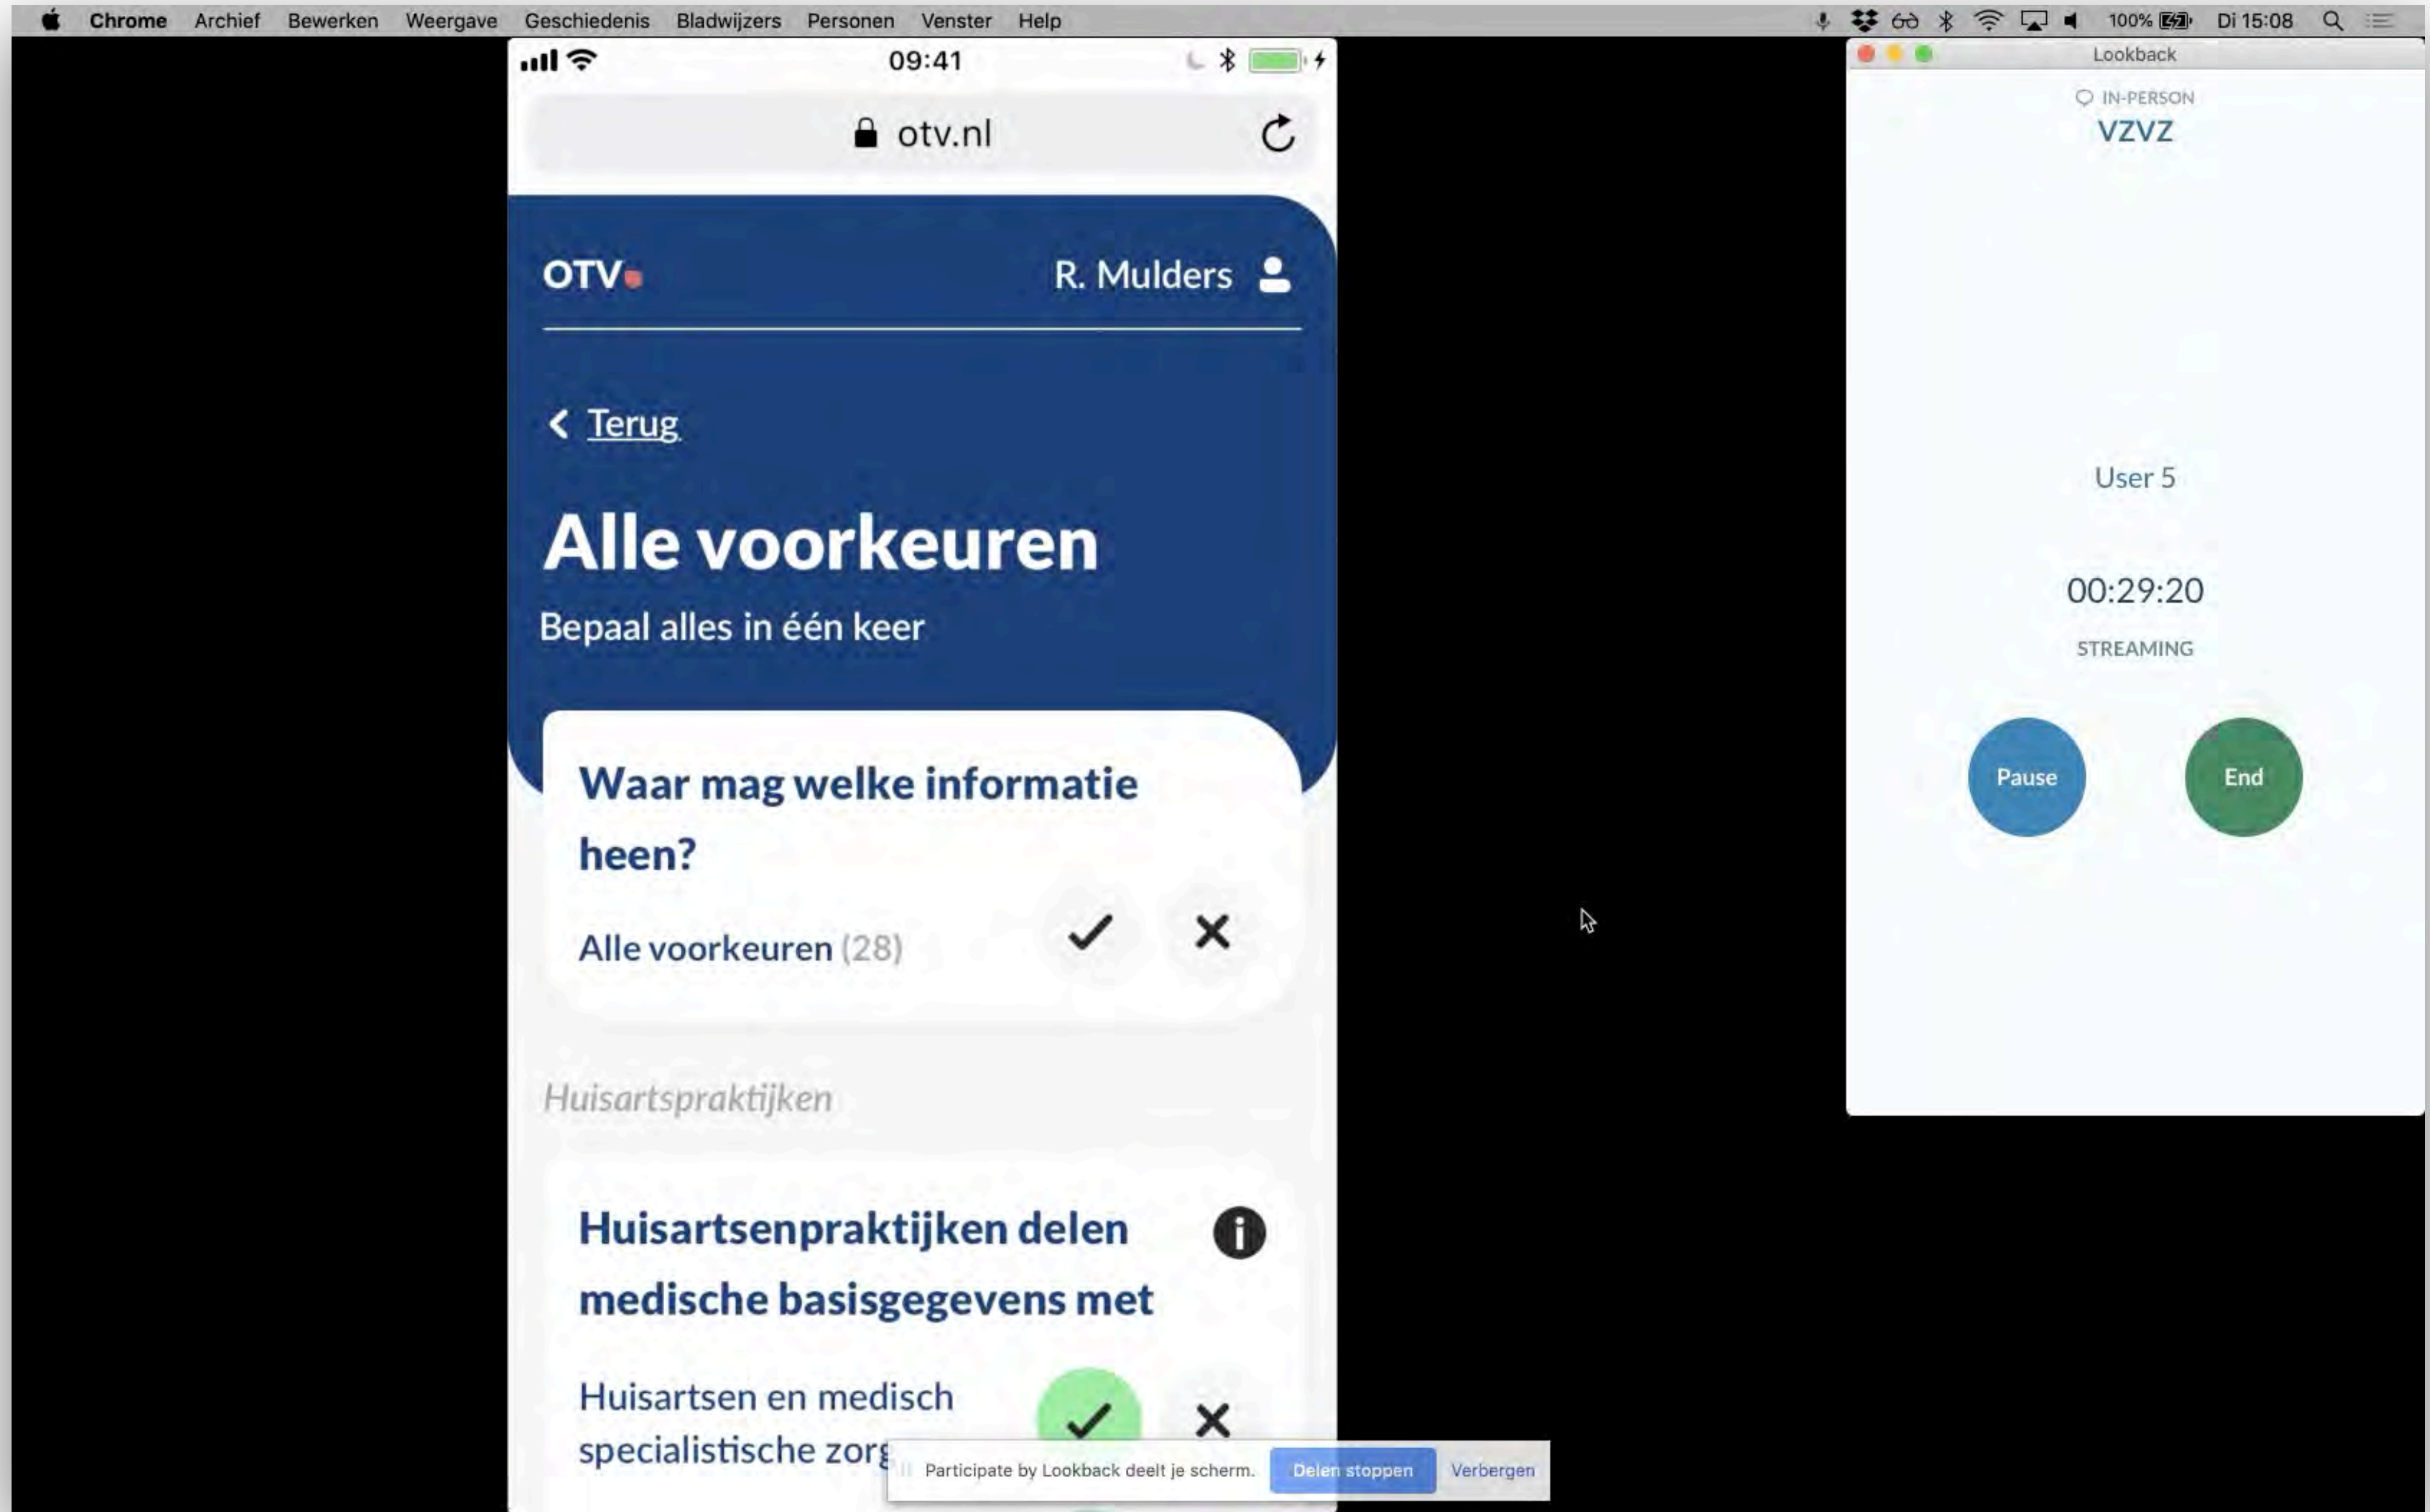 Chrome Archief Bewerken Weergave Geschiedenis Bladwijzers Personen Venster Help 100% Di 15:08
09:41
otv.nl
OTV
R. Mulders
Terug
Alle voorkeuren
Bepaal alles in één keer
Waar mag welke informatie
heen?
Alle voorkeuren (28)
Huisartspraktijken
Huisartsenpraktijken delen
medische basisgegevens met
Huisartsen en medisch
specialistische zorg
Participate by Lookback deelt je scherm. Delen stoppen Verbergen
Lookback
IN-PERSON
VZVZ
User 5
00:29:20
STREAMING
Pause
End